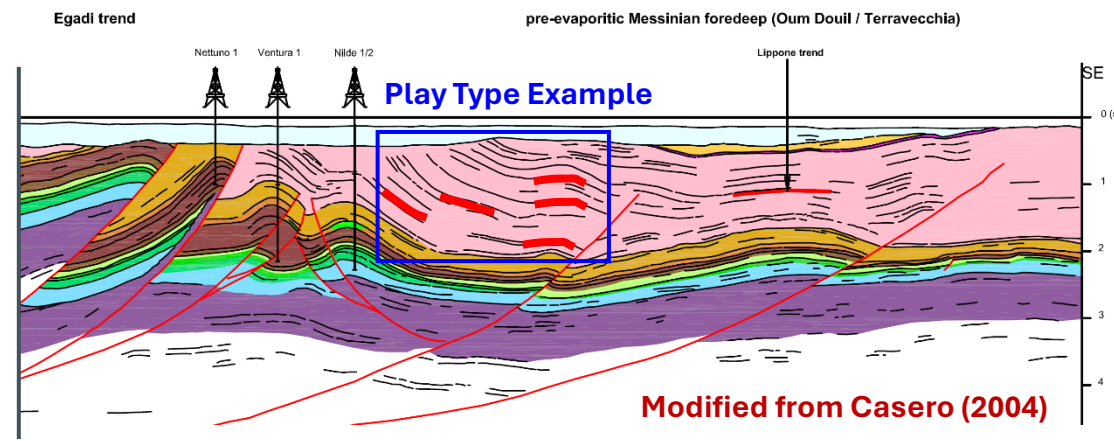 Egadi trend
pre-evaporitic Messinian foredeep (Oum Douil / Terravecchia)
Nettuno 1
Ventura 1
Nilde 1/2
Lippone trend
SE
Play Type Example
0 (s
1
2
3
4
Modified from Casero (2004)